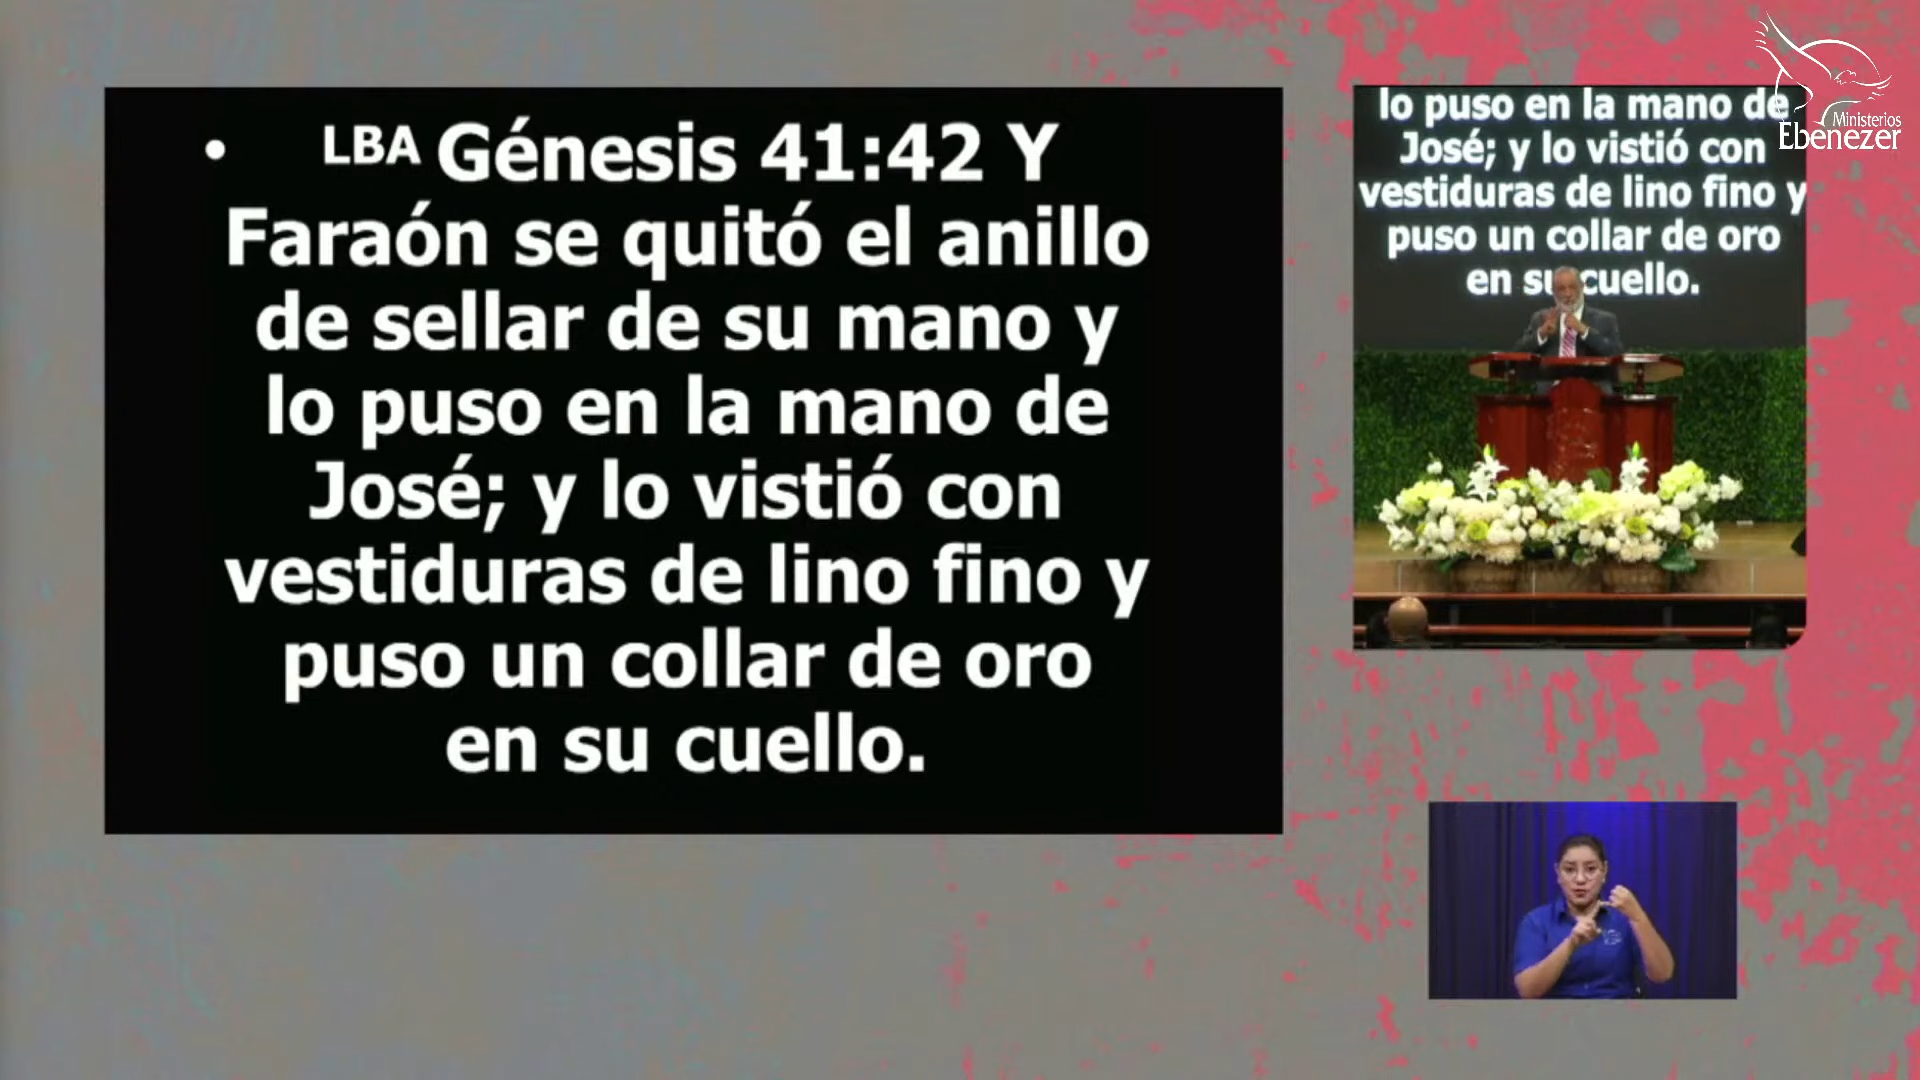 • LBA Génesis 41:42 Y
Faraón se quitó el anillo
de sellar de su mano y
lo puso en la mano de
José; y lo vistió con
vestiduras de lino fino y
puso un collar de oro
en su cuello.
lo puso en la mano de
José; y lo vistió con
vestiduras de lino fino y
puso un collar de oro
en su cuello.
Ministerios
Ebenezer